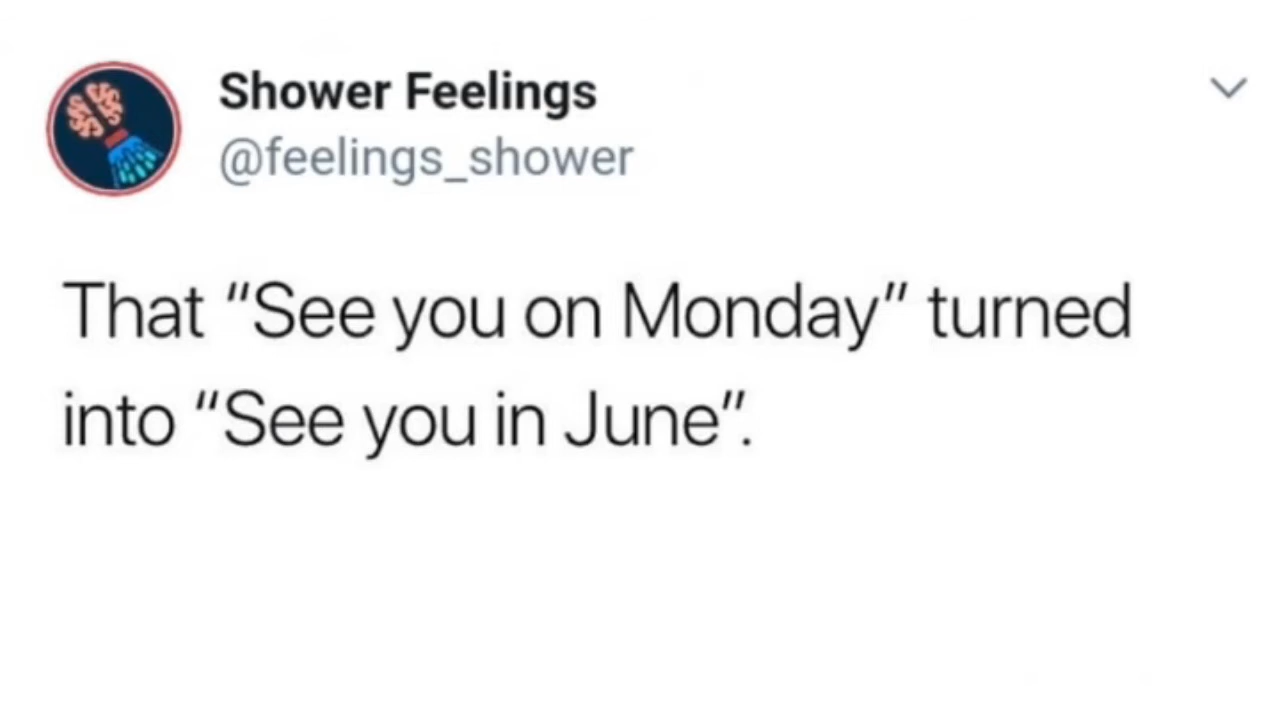 Shower Feelings
@feelings_shower
That "See you on Monday" turned
into "See you in June".